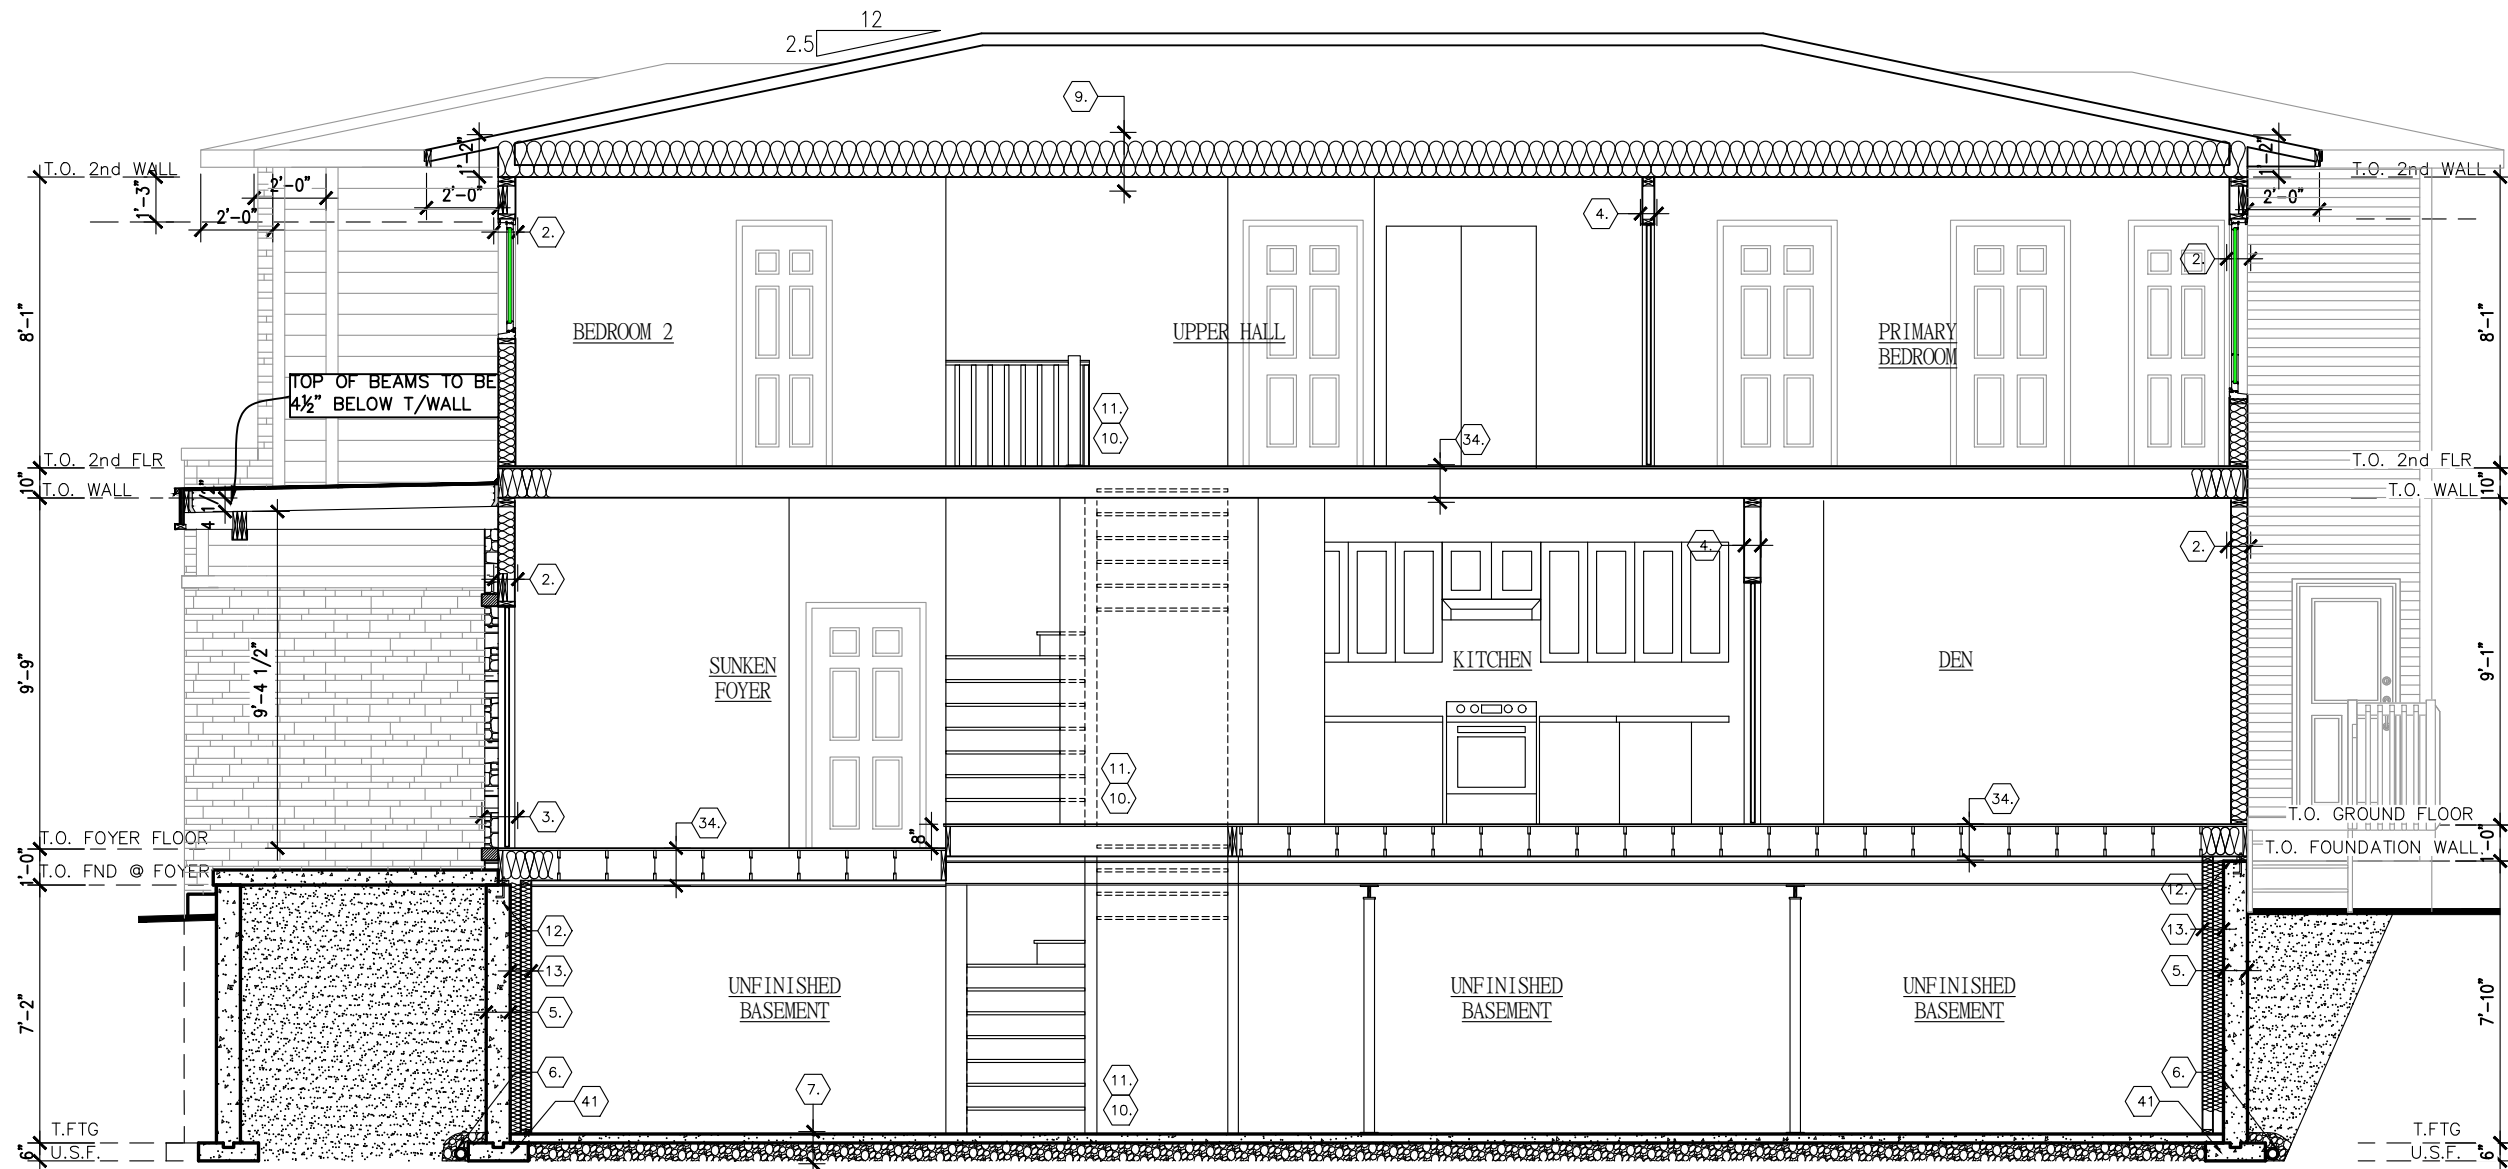 12
2.5
9.
T.O. 2nd WALL
1'-3"
2'-0"
2'-0"
1'-2"
2'-0"
2.
4.
1'-2"
T.O. 2nd WALL
2'-0"
2.
8'-1"
BEDROOM 2
UPPER HALL
PRIMARY
BEDROOM
8'-1"
TOP OF BEAMS TO BE
4½" BELOW T/WALL
11.
10.
34.
T.O. 2nd FLR
10"
T.O. WALL
4 1/2"
T.O. 2nd FLR
10"
T.O. WALL
2.
4.
2.
9'-9"
9'-4 1/2"
SUNKEN
FOYER
KITCHEN
DEN
9'-1"
11.
10.
3.
34.
8"
34.
T.O. FOYER FLOOR
1'-0"
T.O. FND @ FOYER
T.O. GROUND FLOOR
1'-0"
T.O. FOUNDATION WALL
12.
13.
5.
12.
13.
5.
7'-2"
UNFINISHED
BASEMENT
UNFINISHED
BASEMENT
UNFINISHED
BASEMENT
7'-10"
6.
41
7.
11.
10.
6.
41
T.FTG
6"
U.S.F.
T.FTG
U.S.F.
6"